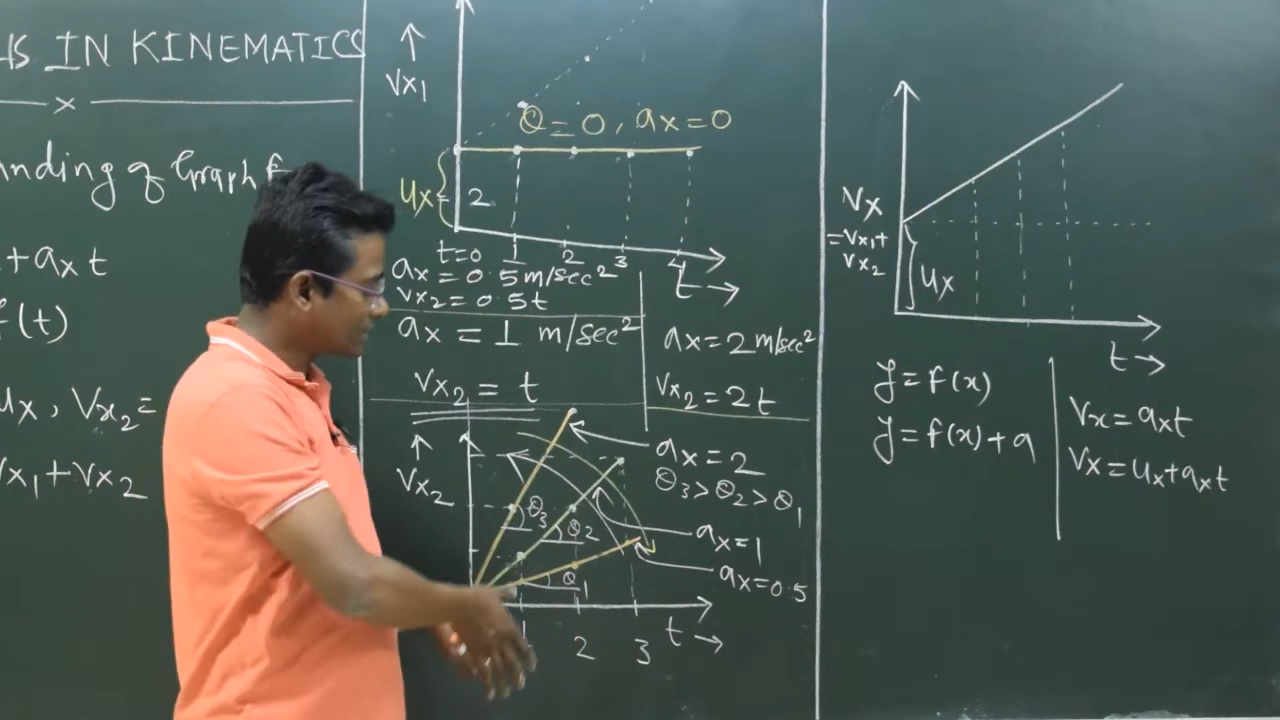 IN KINEMATICS
x
nding of Graph
+ axt
f(t)
ux, Vx2=
Vx1+Vx2
Vx1
θ=0, ax=0
ux
2
t=0 1 2 3 4
t→
ax=0.5m/sec2
Vx2=0.5t
ax=1 m/sec2
Vx2=t
ax=2m/sec2
Vx2=2t
Vx2
ax=2
θ3>θ2>θ1
θ3
θ2
θ1
ax=1
ax=0.5
1 2 3
t→
Vx
=Vx1+
Vx2
ux
t→
y=f(x)
y=f(x)+a
Vx=axt
Vx=ux+axt